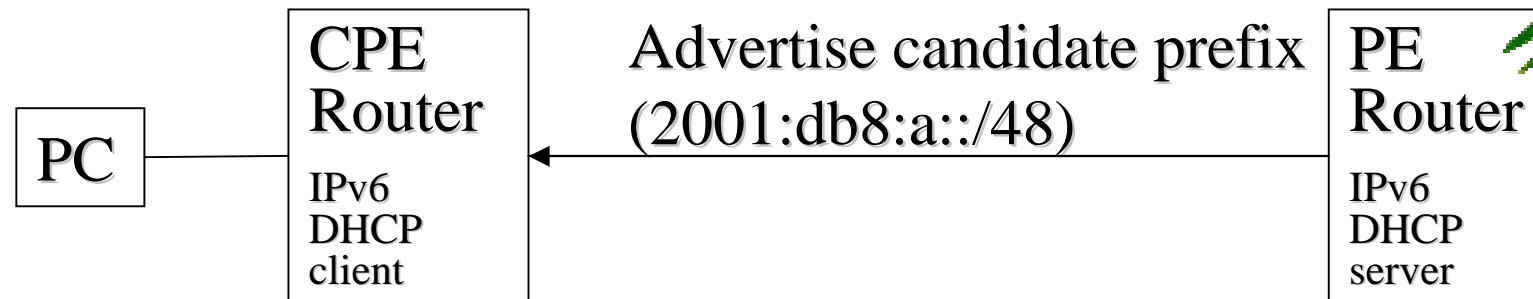 PC
CPE
Router
IPv6
DHCP
client
Advertise candidate prefix
(2001:db8:a::/48)
PE
Router
IPv6
DHCP
server